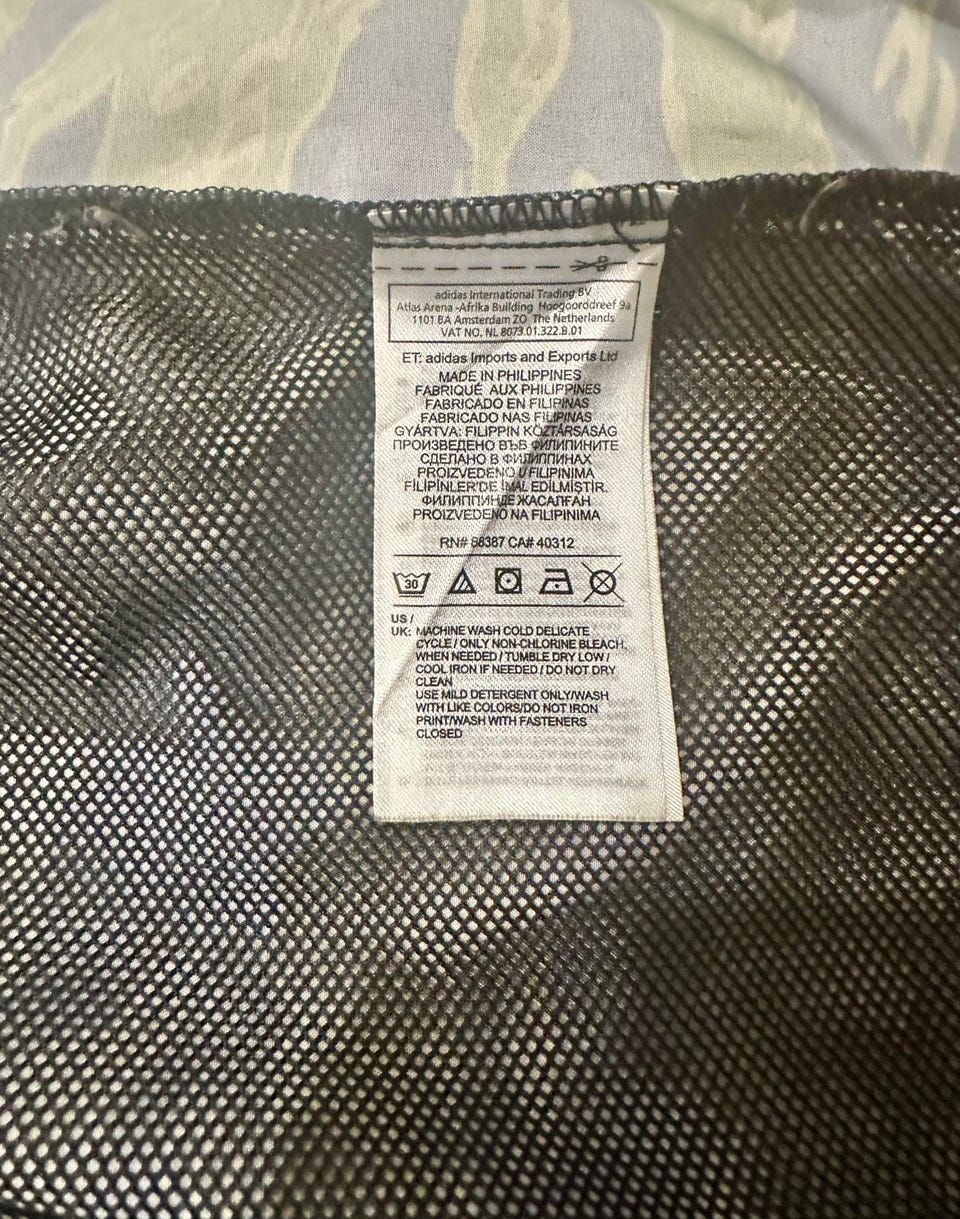 adidas International Trading BV
Atlas Arena -Afrika Building Hoogoorddreef 9a
1101 BA Amsterdam ZO The Netherlands
VAT NO. NL 8073.01.322.B.01
ET: adidas Imports and Exports Ltd
MADE IN PHILIPPINES
FABRIQUÉ AUX PHILIPPINES
FABRICADO EN FILIPINAS
FABRICADO NAS FILIPINAS
GYÁRTVA: FILIPPIN KÖZTÁRSASÁG
ПРОИЗВЕДЕНО ВЪВ ФИЛИПИНИТЕ
СДЕЛАНО В ФИЛИППИНАХ
PROIZVEDENO U FILIPINIMA
FİLİPİNLER'DE İMAL EDİLMİŞTİR.
ФИЛИППИНДЕ ЖАСАЛҒАН
PROIZVEDENO NA FILIPINIMA
RN# 88387 CA# 40312
30
US /
UK: MACHINE WASH COLD DELICATE
CYCLE / ONLY NON-CHLORINE BLEACH,
WHEN NEEDED / TUMBLE DRY LOW /
COOL IRON IF NEEDED / DO NOT DRY
CLEAN
USE MILD DETERGENT ONLY/WASH
WITH LIKE COLORS/DO NOT IRON
PRINT/WASH WITH FASTENERS
CLOSED